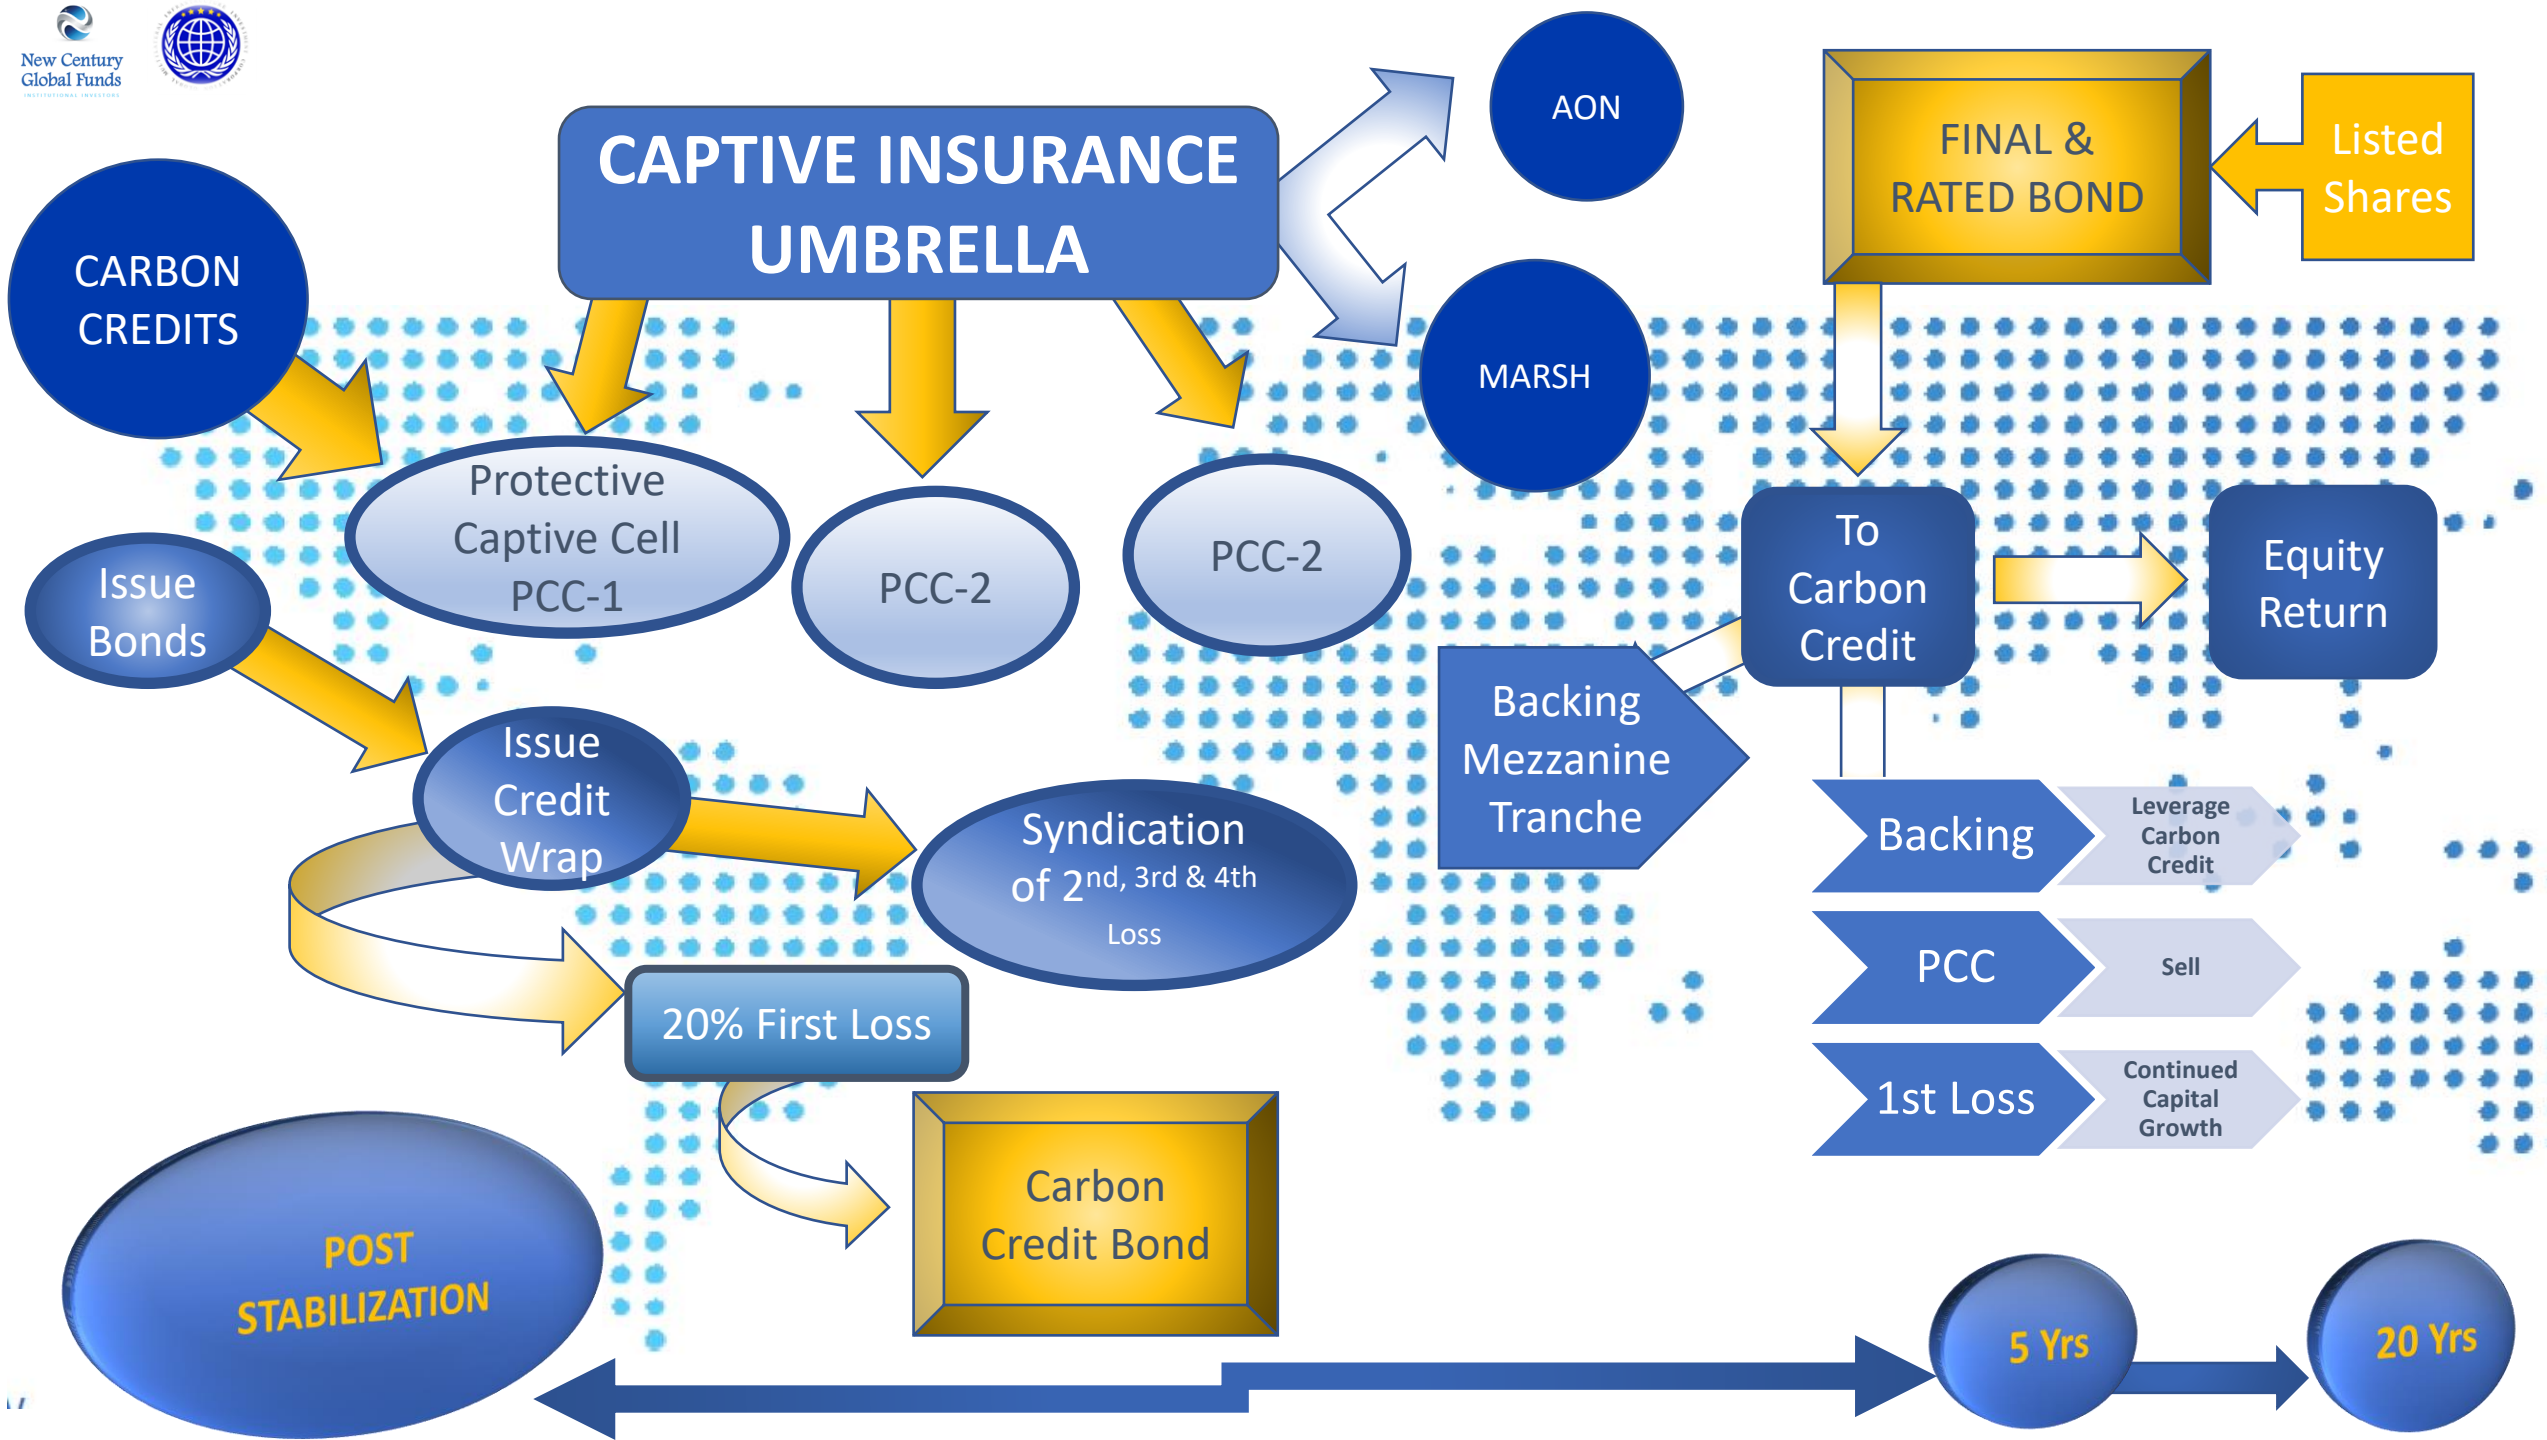 New Century
Global Funds
INSTITUTIONAL INVESTORS
CAPTIVE INSURANCE
UMBRELLA
AON
MARSH
FINAL &
RATED BOND
Listed
Shares
CARBON
CREDITS
Protective
Captive Cell
PCC-1
PCC-2
PCC-2
To
Carbon
Credit
Equity
Return
Issue
Bonds
Issue
Credit
Wrap
Syndication
of 2nd, 3rd & 4th
Loss
Backing
Mezzanine
Tranche
Backing
Leverage
Carbon
Credit
PCC
Sell
1st Loss
Continued
Capital
Growth
20% First Loss
Carbon
Credit Bond
POST
STABILIZATION
5 Yrs
20 Yrs